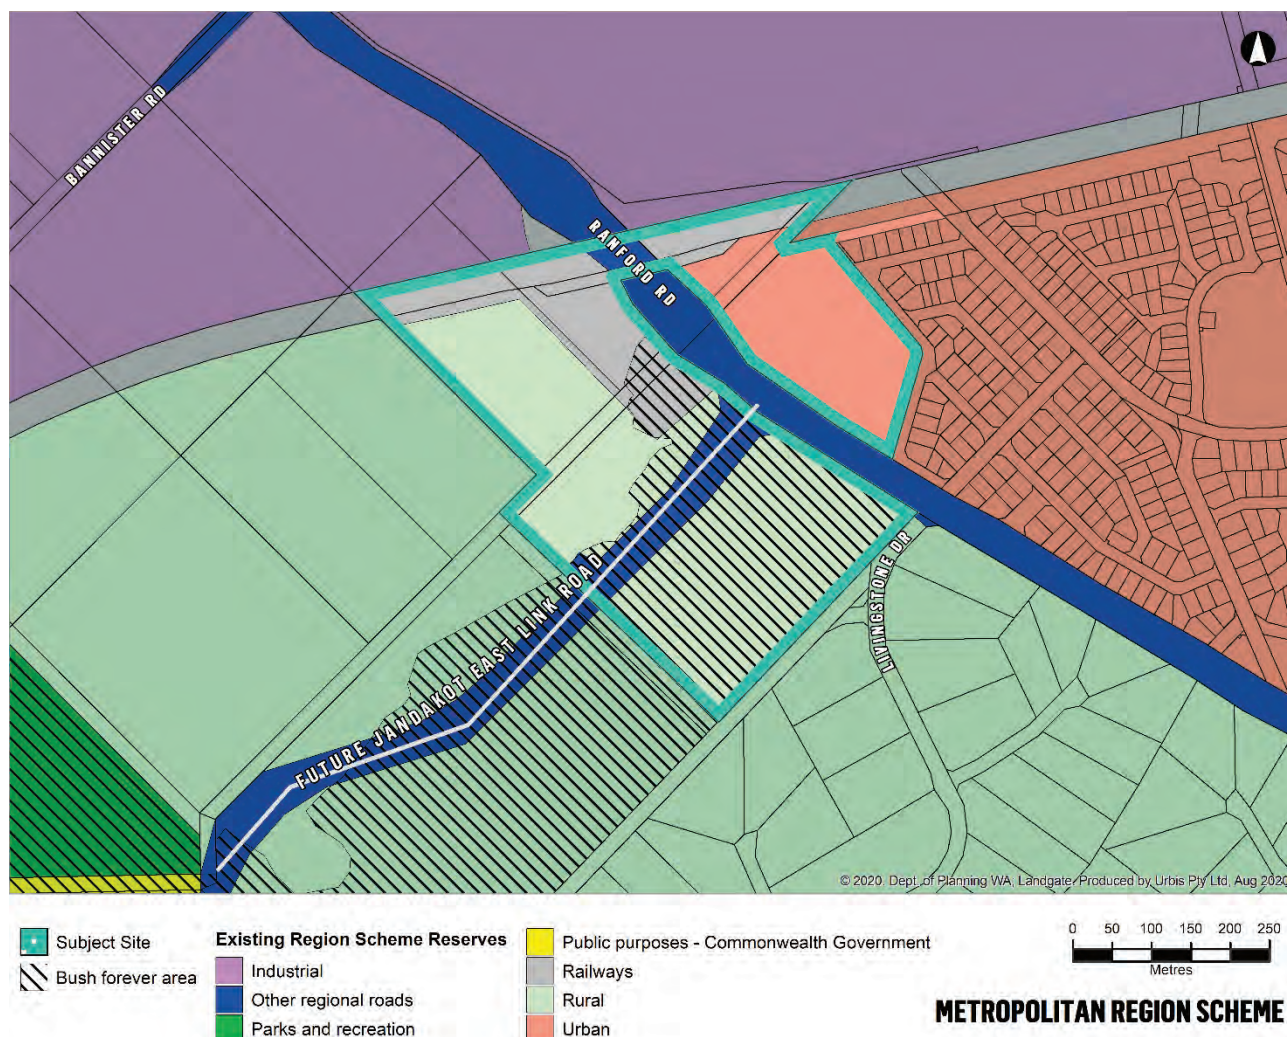 BANNISTER RD
RANFORD RD
LIVINGSTONE DR
FUTURE JANDAKOT EAST LINK ROAD
© 2020. Dept. of Planning WA, Landgate. Produced by Urbis Pty Ltd, Aug 2020
Subject Site
Bush forever area
Existing Region Scheme Reserves
Industrial
Other regional roads
Parks and recreation
Public purposes - Commonwealth Government
Railways
Rural
Urban
0 50 100 150 200 250
Metres
METROPOLITAN REGION SCHEME